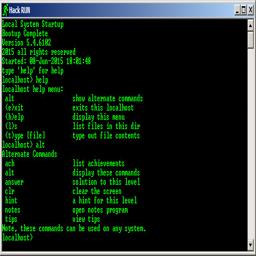 Hack RUN
Local System Startup
Bootup Complete
Version 5.4.6102
2015 all rights reserved
Started: 08-Jun-2015 18:01:48
type 'help' for help
localhost> help
localhost help menu:
alt show alternate commands
(e)xit exits this localhost
(h)elp display this menu
(l)s list files in this dir
(t)ype [file] type out file contents
localhost> alt
Alternate Commands
ach list achievements
alt display these commands
answer solution to this level
clr clear the screen
hint a hint for this level
notes open notes program
tips view tips
Note, these commands can be used on any system.
localhost>